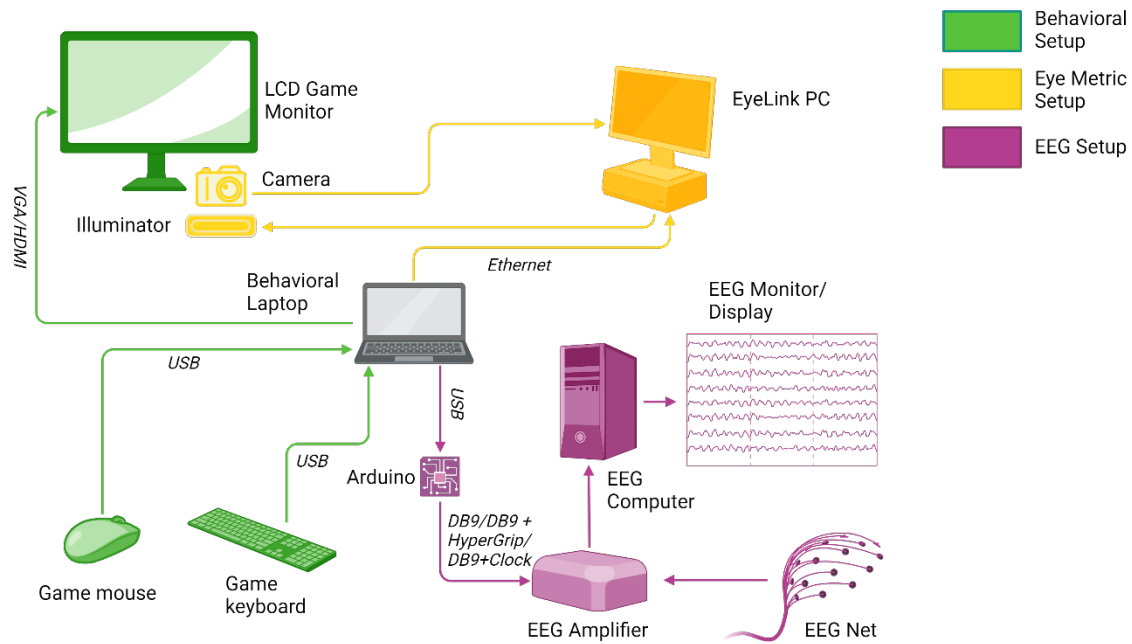 LCD Game
Monitor
EyeLink PC
Behavioral
Setup
Eye Metric
Setup
EEG Setup
Camera
Illuminator
VGA/HDMI
Ethernet
Behavioral
Laptop
EEG Monitor/
Display
USB
USB
USB
Arduino
EEG
Computer
DB9/DB9 +
HyperGrip/
DB9+Clock
Game mouse
Game
keyboard
EEG Amplifier
EEG Net